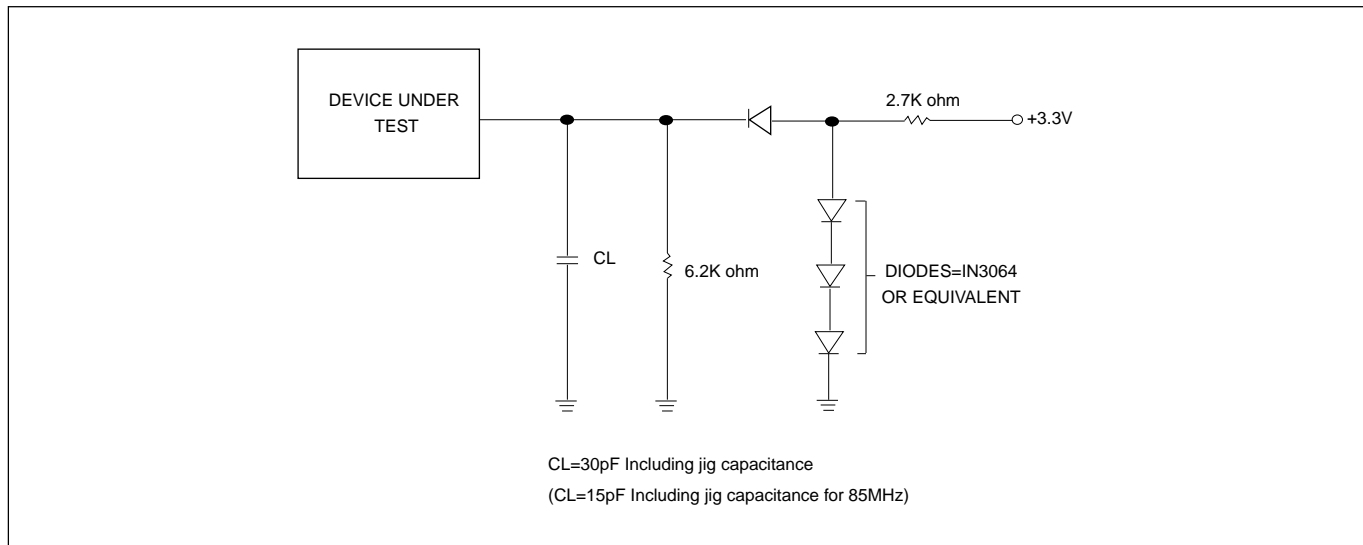 DEVICE UNDER
TEST
2.7K ohm
+3.3V
CL
6.2K ohm
DIODES=IN3064
OR EQUIVALENT
CL=30pF Including jig capacitance
(CL=15pF Including jig capacitance for 85MHz)